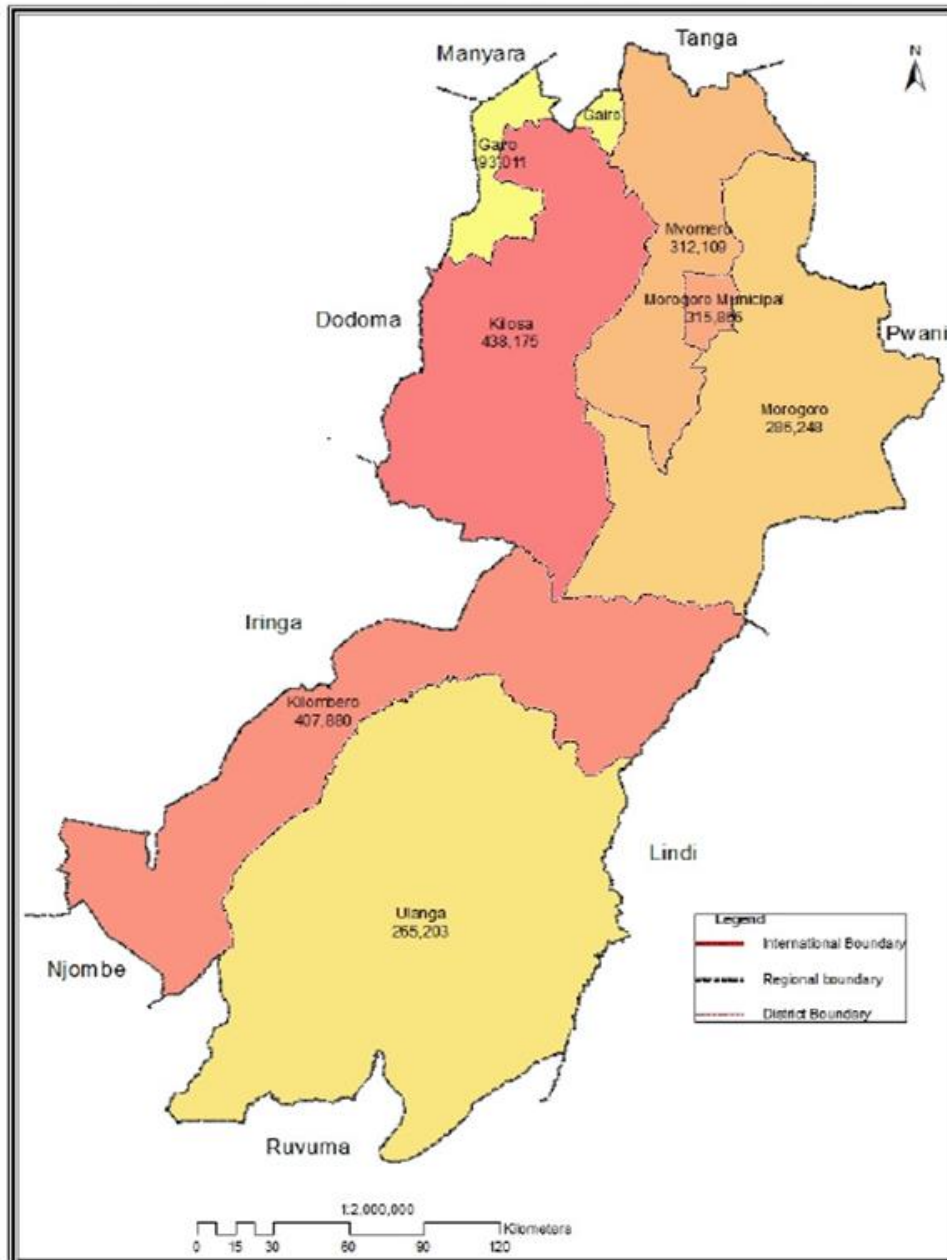 Manyara
Tanga
N
Gairo
Gairo
193,011
Mvomero
312,109
Dodoma
Kilosa
438,175
Morogoro Municipal
315,866
Pwani
Morogoro
286,248
Iringa
Kilombero
407,880
Lindi
Ulanga
265,203
Njombe
Legend
International Boundary
Regional boundary
District Boundary
Ruvuma
1:2,000,000
Kilometers
0 15 30 60 90 120